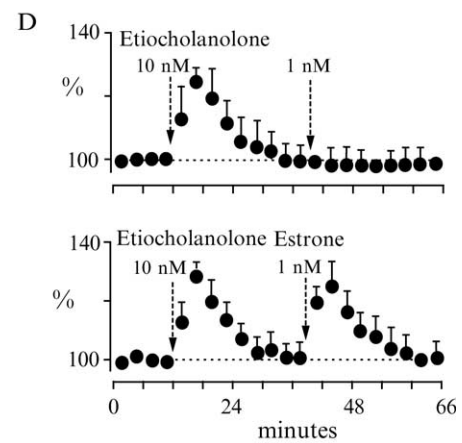 D
140
Etiocholanolone
10 nM 1 nM
%
100
140
Etiocholanolone Estrone
10 nM 1 nM
%
100
0 24 48 66
minutes